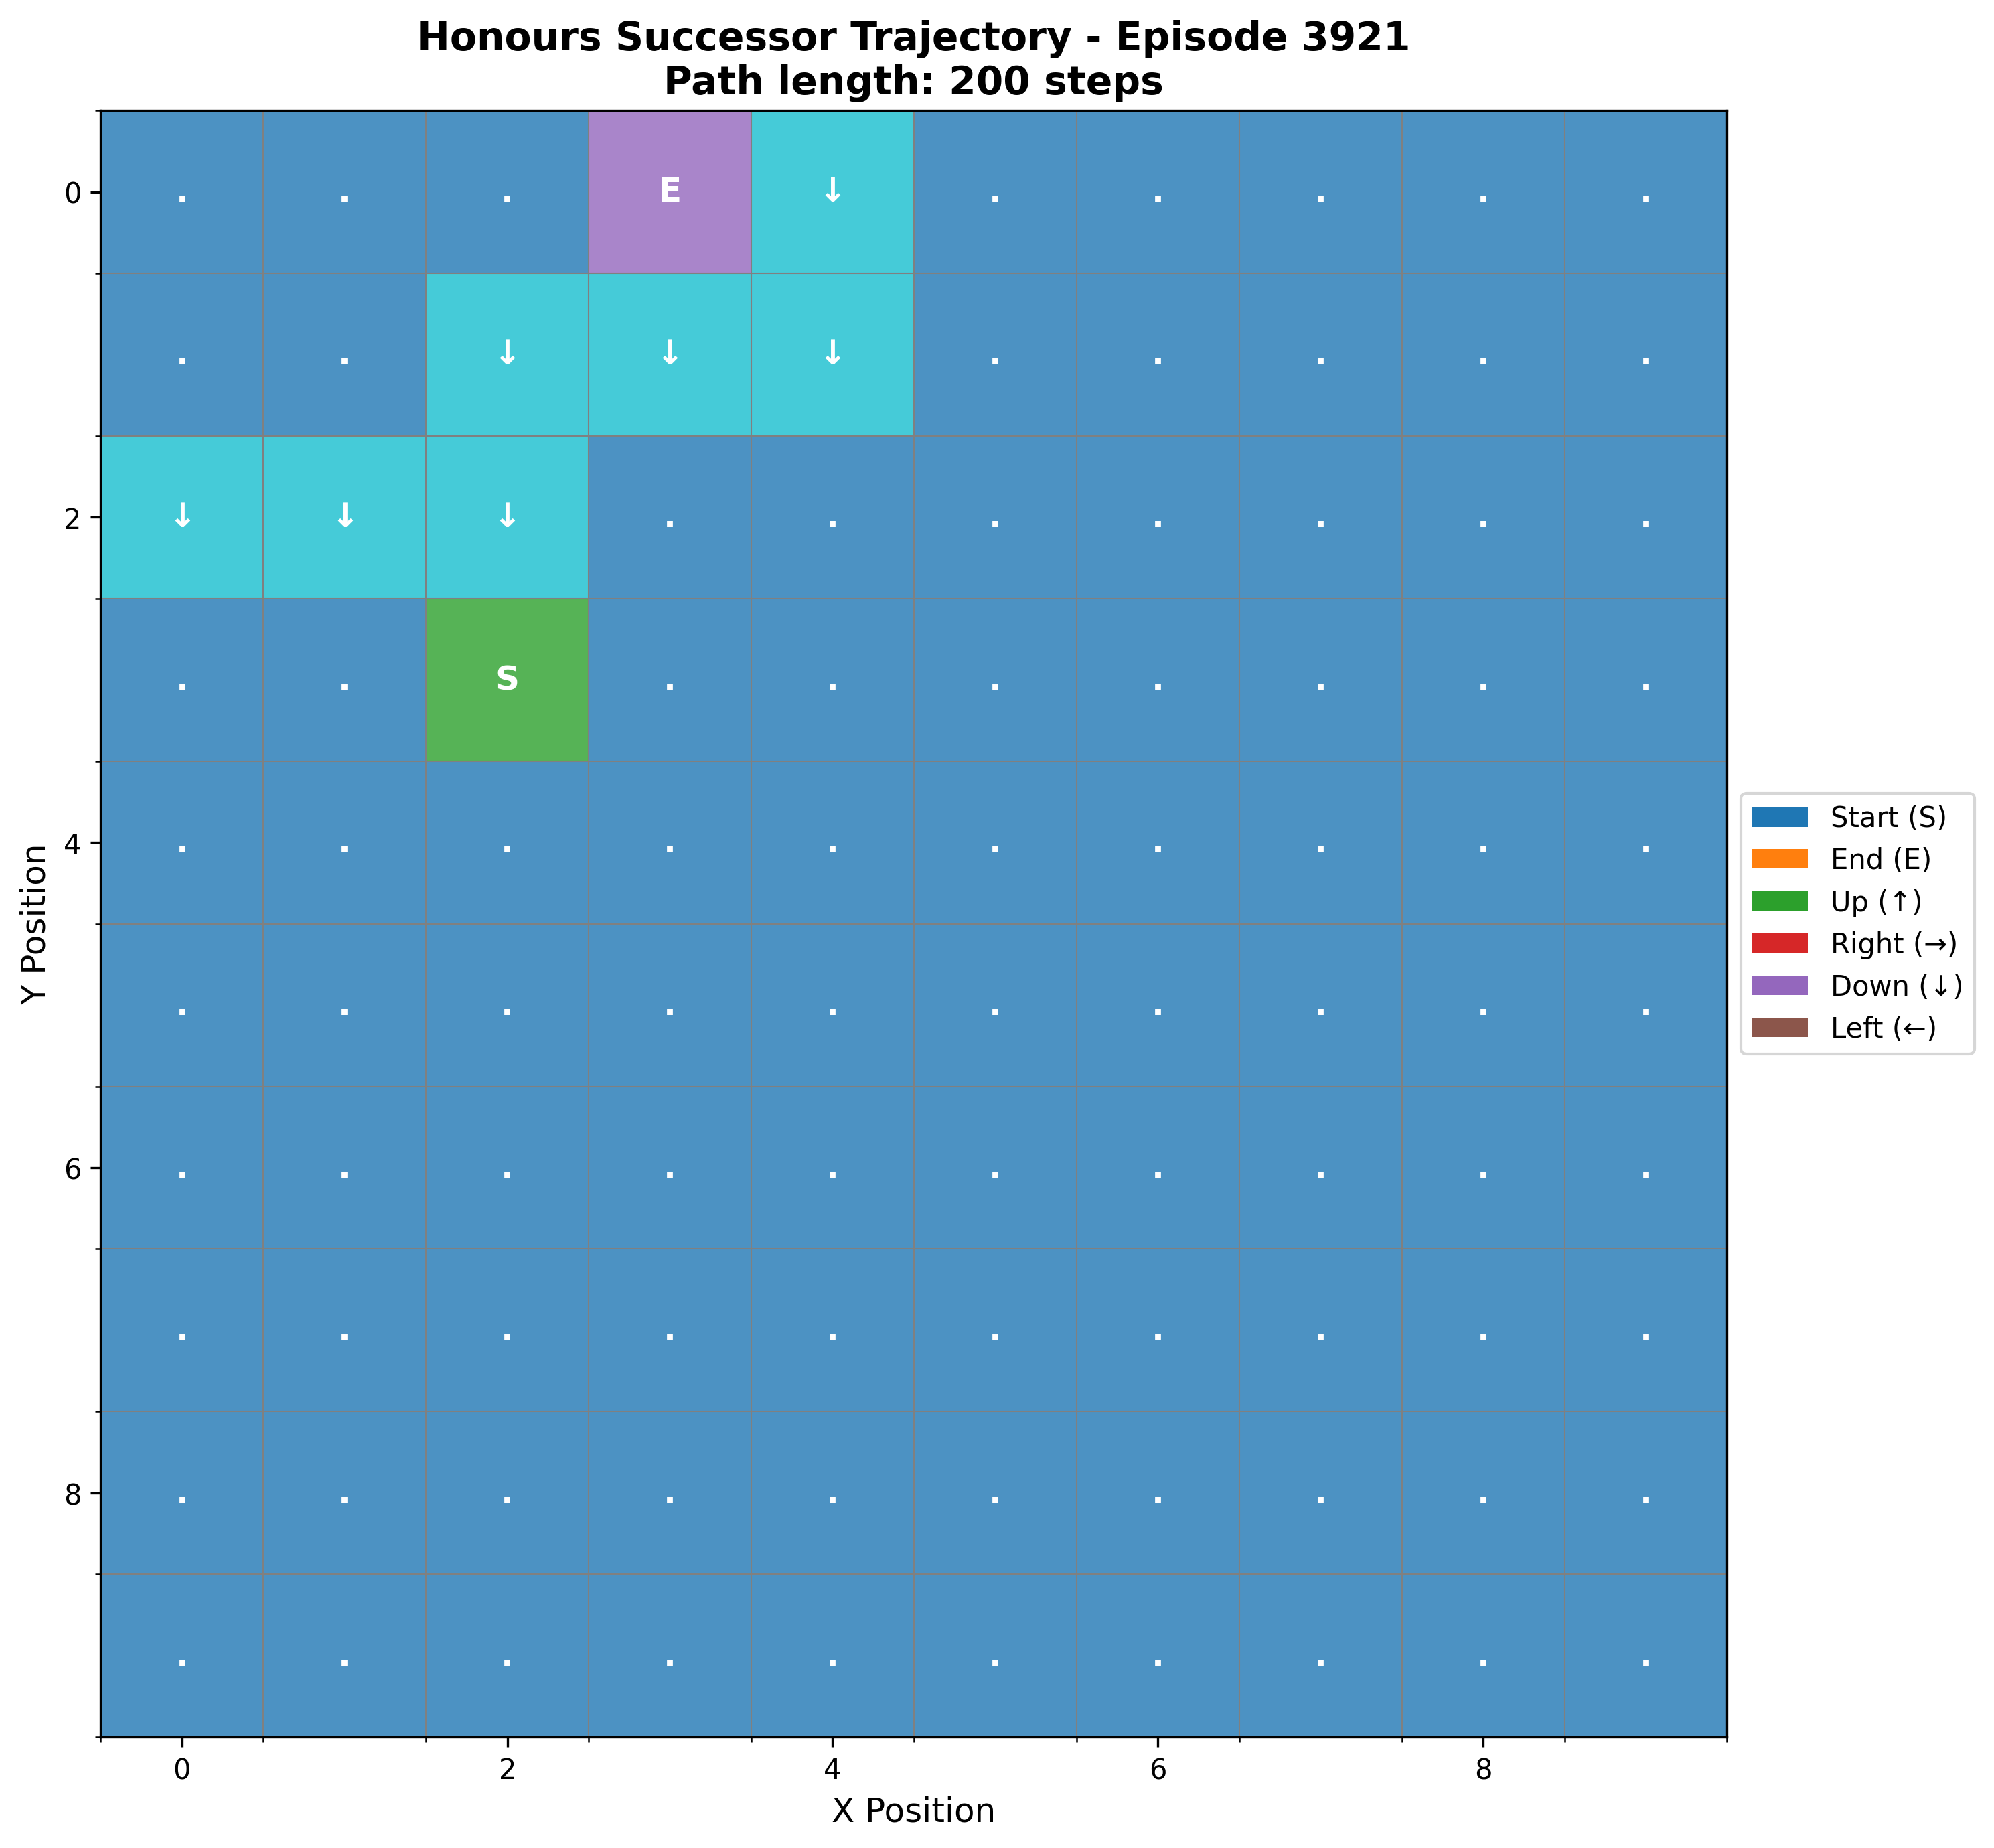 Honours Successor Trajectory - Episode 3921
Path length: 200 steps
. . . E ↓ . . . . .
. . ↓ ↓ ↓ . . . . .
↓ ↓ ↓ . . . . . . .
. . S . . . . . . .
. . . . . . . . . .
. . . . . . . . . .
. . . . . . . . . .
. . . . . . . . . .
. . . . . . . . . .
. . . . . . . . . .
0
2
4
6
8
Y Position
0 2 4 6 8
X Position
Start (S)
End (E)
Up (↑)
Right (→)
Down (↓)
Left (←)